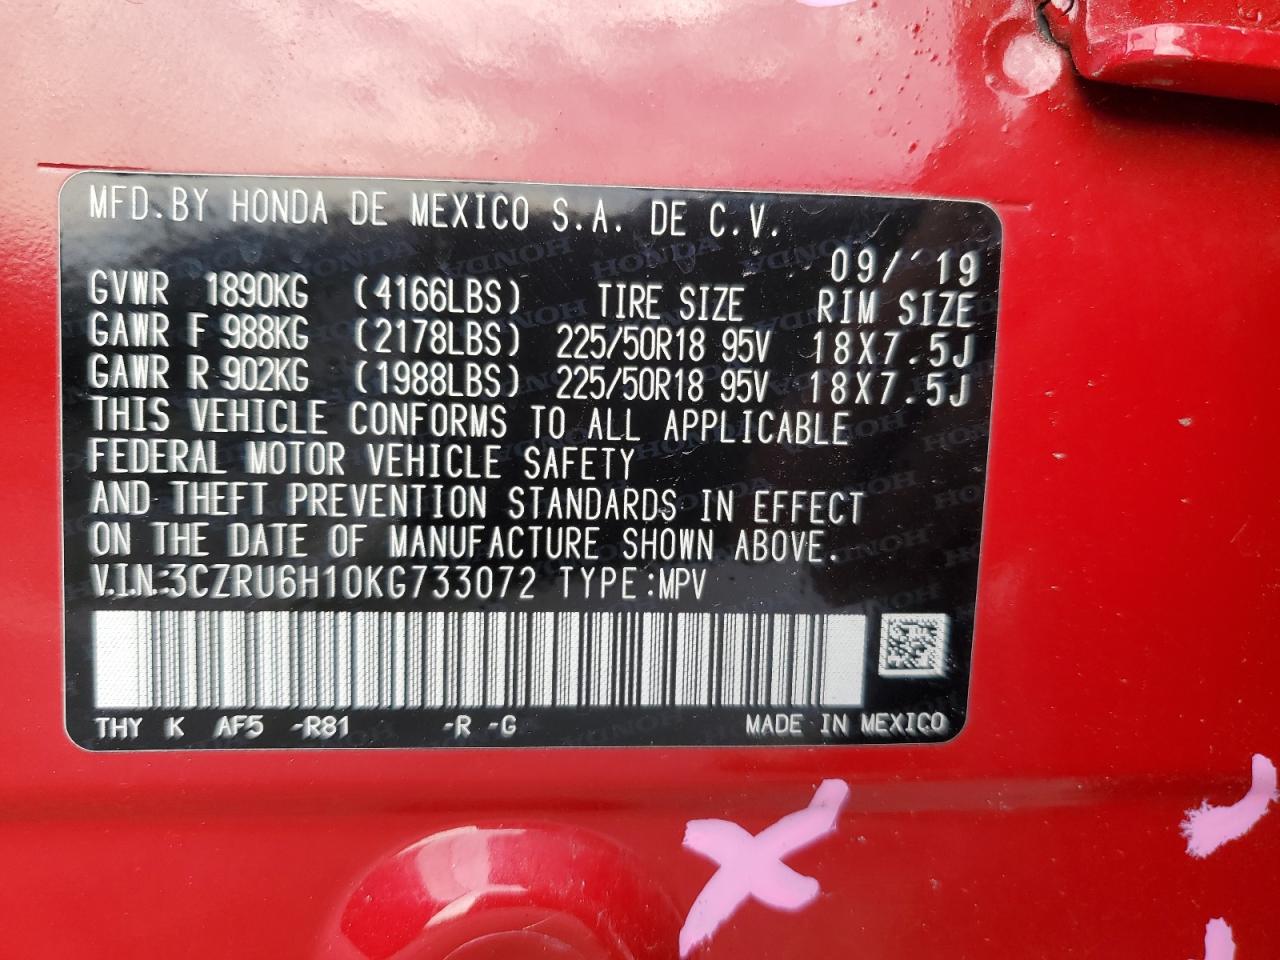 MFD.BY HONDA DE MEXICO S.A. DE C.V.
09/ 19
GVWR 1890KG (4166LBS) TIRE SIZE RIM SIZE
GAWR F 988KG (2178LBS) 225/50R18 95V 18X7.5J
GAWR R 902KG (1988LBS) 225/50R18 95V 18X7.5J
THIS VEHICLE CONFORMS TO ALL APPLICABLE
FEDERAL MOTOR VEHICLE SAFETY
AND THEFT PREVENTION STANDARDS IN EFFECT
ON THE DATE OF MANUFACTURE SHOWN ABOVE.
V.I.N:3CZRU6H10KG733072 TYPE:MPV
THY K AF5 -R81 -R -G MADE IN MEXICO